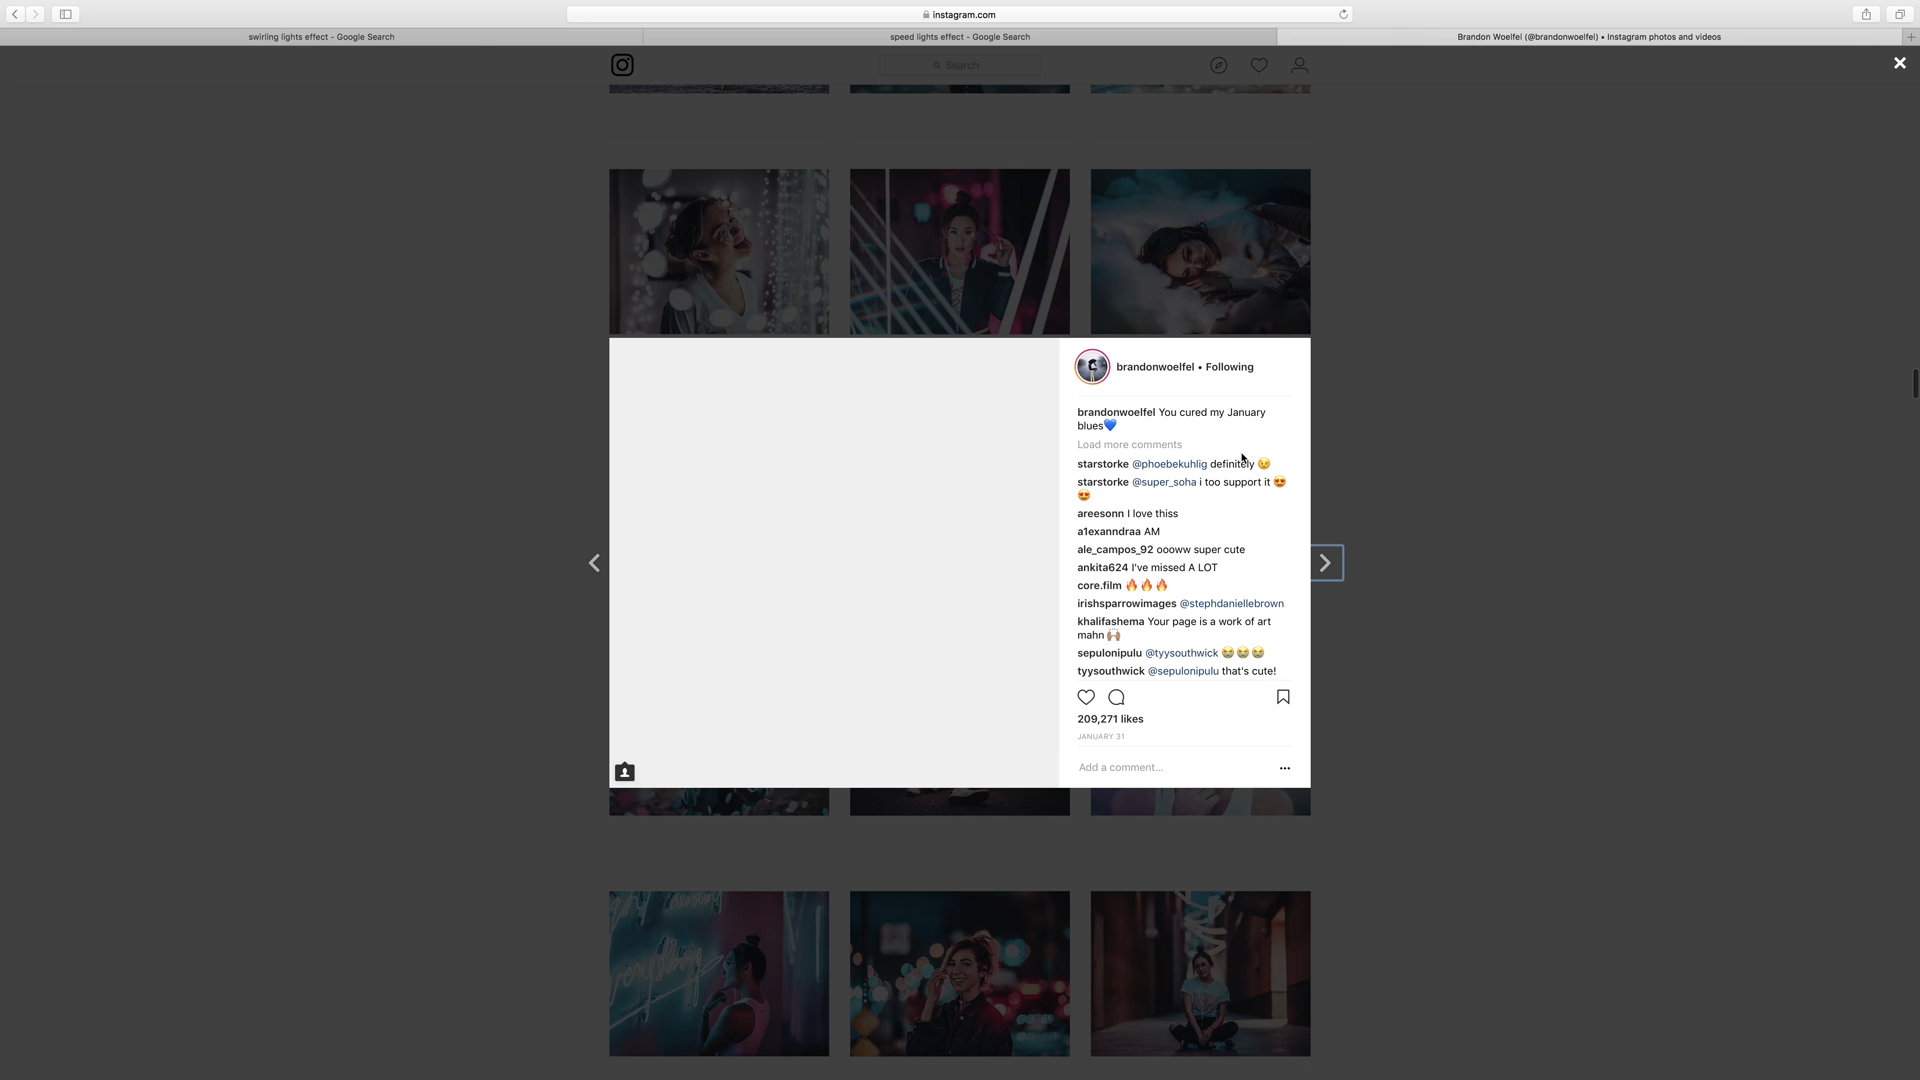 instagram.com
swirling lights effect - Google Search
speed lights effect - Google Search
Brandon Woelfel (@brandonwoelfel) • Instagram photos and videos
Search
brandonwoelfel • Following
brandonwoelfel You cured my January
blues💙
Load more comments
starstorke @phoebekuhlig definitely 😉
starstorke @super_soha i too support it 😍
😍
areesonn I love thiss
a1exanndraa AM
ale_campos_92 oooww super cute
ankita624 I've missed A LOT
core.film 🔥🔥🔥
irishsparrowimages @stephdaniellebrown
khalifashema Your page is a work of art
mahn 🙌🏽
sepulonipulu @tyysouthwick 😭😭😭
tyysouthwick @sepulonipulu that's cute!
209,271 likes
JANUARY 31
Add a comment...